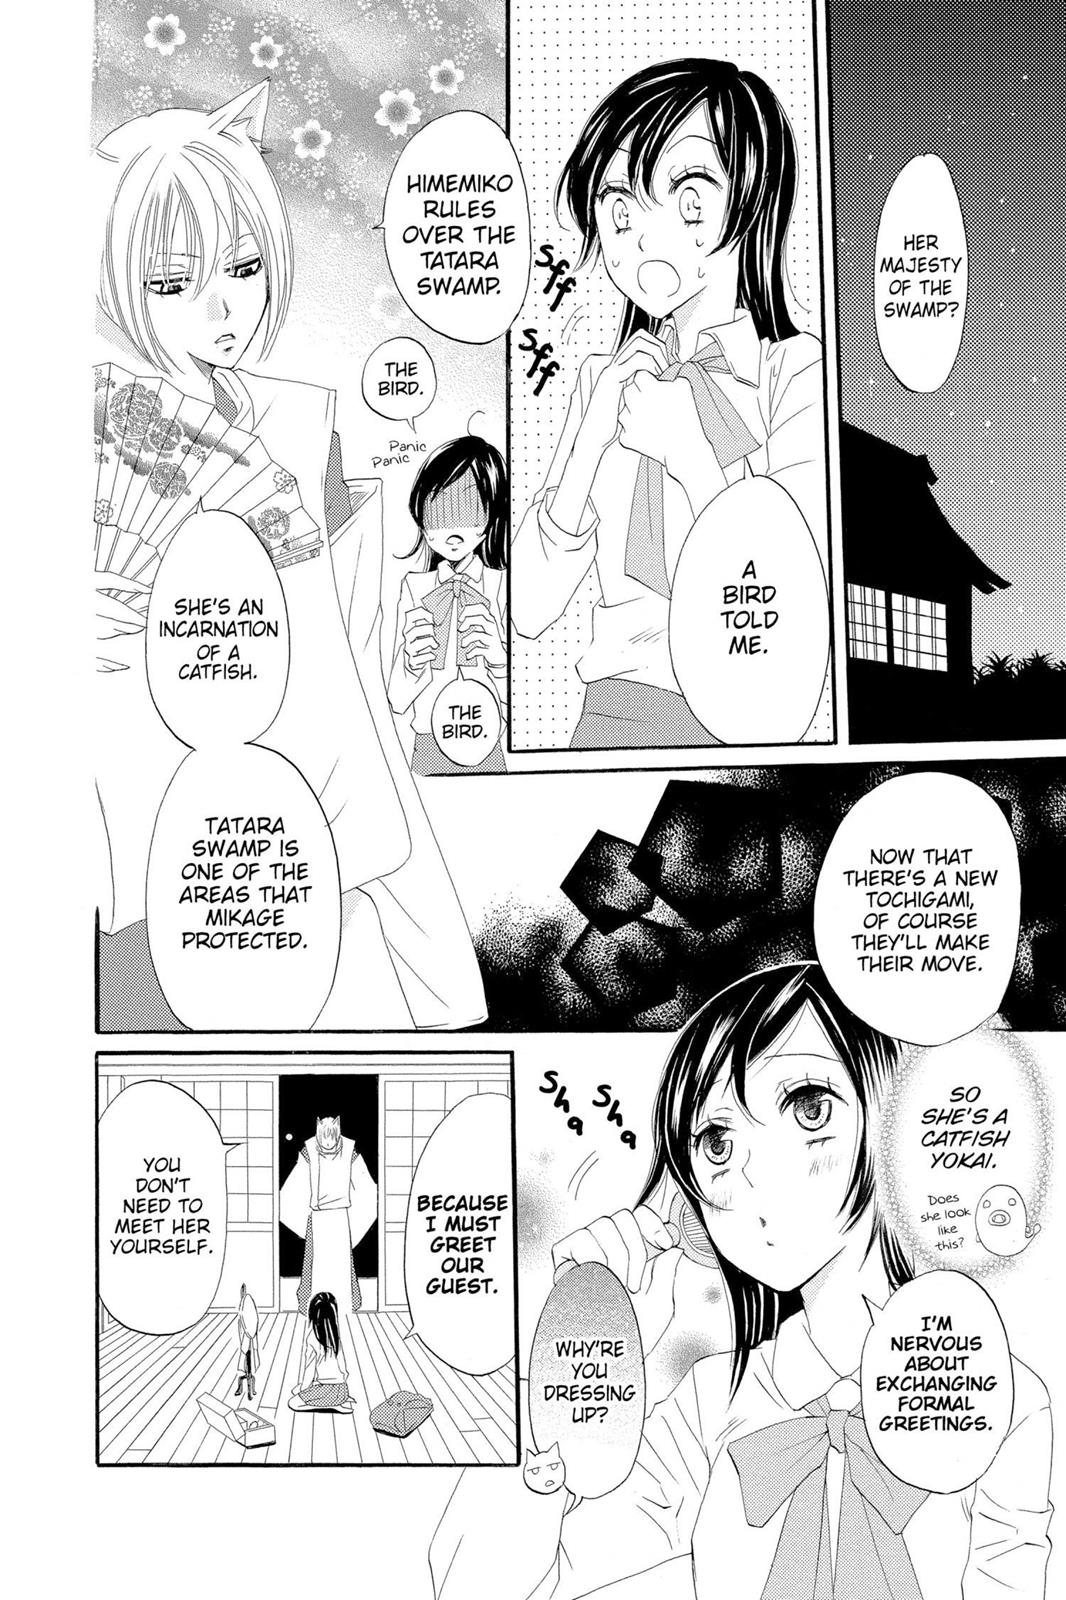 HER
MAJESTY
OF THE
SWAMP?
sff
sff
A
BIRD
TOLD
ME.
HIMEMIKO
RULES
OVER THE
TATARA
SWAMP.
THE
BIRD.
Panic
Panic
THE
BIRD.
SHE'S AN
INCARNATION
OF A
CATFISH.
TATARA
SWAMP IS
ONE OF THE
AREAS THAT
MIKAGE
PROTECTED.
NOW THAT
THERE'S A NEW
TOCHIGAMI,
OF COURSE
THEY'LL MAKE
THEIR MOVE.
SO
SHE'S A
CATFISH
YOKAI.
Does
she look
like
this?
I'M
NERVOUS
ABOUT
EXCHANGING
FORMAL
GREETINGS.
sha
sha
WHY'RE
YOU
DRESSING
UP?
BECAUSE
I MUST
GREET
OUR
GUEST.
YOU
DON'T
NEED TO
MEET HER
YOURSELF.